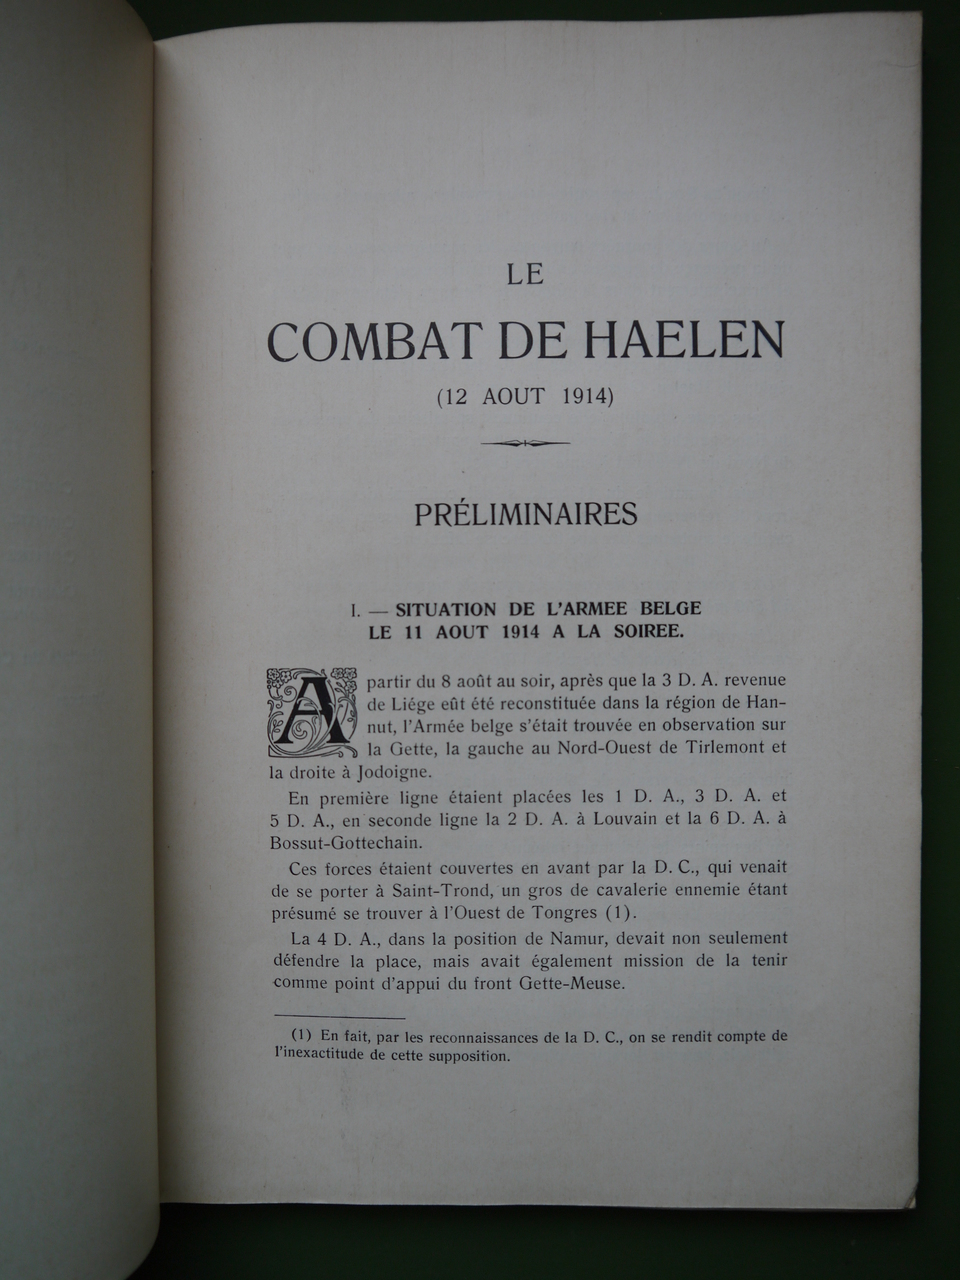 LE
COMBAT DE HAELEN
(12 AOUT 1914)
PRÉLIMINAIRES
I. — SITUATION DE L'ARMEE BELGE
LE 11 AOUT 1914 A LA SOIREE.
A partir du 8 août au soir, après que la 3 D. A. revenue
de Liége eût été reconstituée dans la région de Han-
nut, l'Armée belge s'était trouvée en observation sur
la Gette, la gauche au Nord-Ouest de Tirlemont et
la droite à Jodoigne.
En première ligne étaient placées les 1 D. A., 3 D. A. et
5 D. A., en seconde ligne la 2 D. A. à Louvain et la 6 D. A. à
Bossut-Gottechain.
Ces forces étaient couvertes en avant par la D. C., qui venait
de se porter à Saint-Trond, un gros de cavalerie ennemie étant
présumé se trouver à l'Ouest de Tongres (1).
La 4 D. A., dans la position de Namur, devait non seulement
défendre la place, mais avait également mission de la tenir
comme point d'appui du front Gette-Meuse.
(1) En fait, par les reconnaissances de la D. C., on se rendit compte de
l'inexactitude de cette supposition.